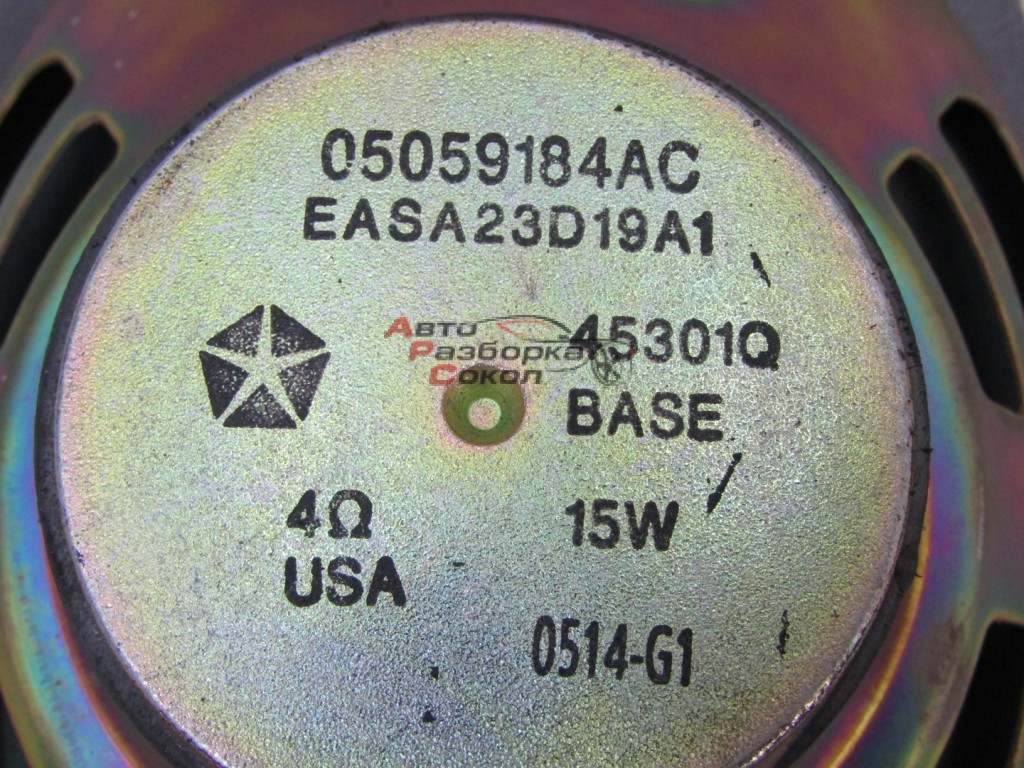 05059184AC
EASA23D19A1
45301Q
Авто
Разборка
Сокол
BASE
4Ω
15W
USA
0514-G1